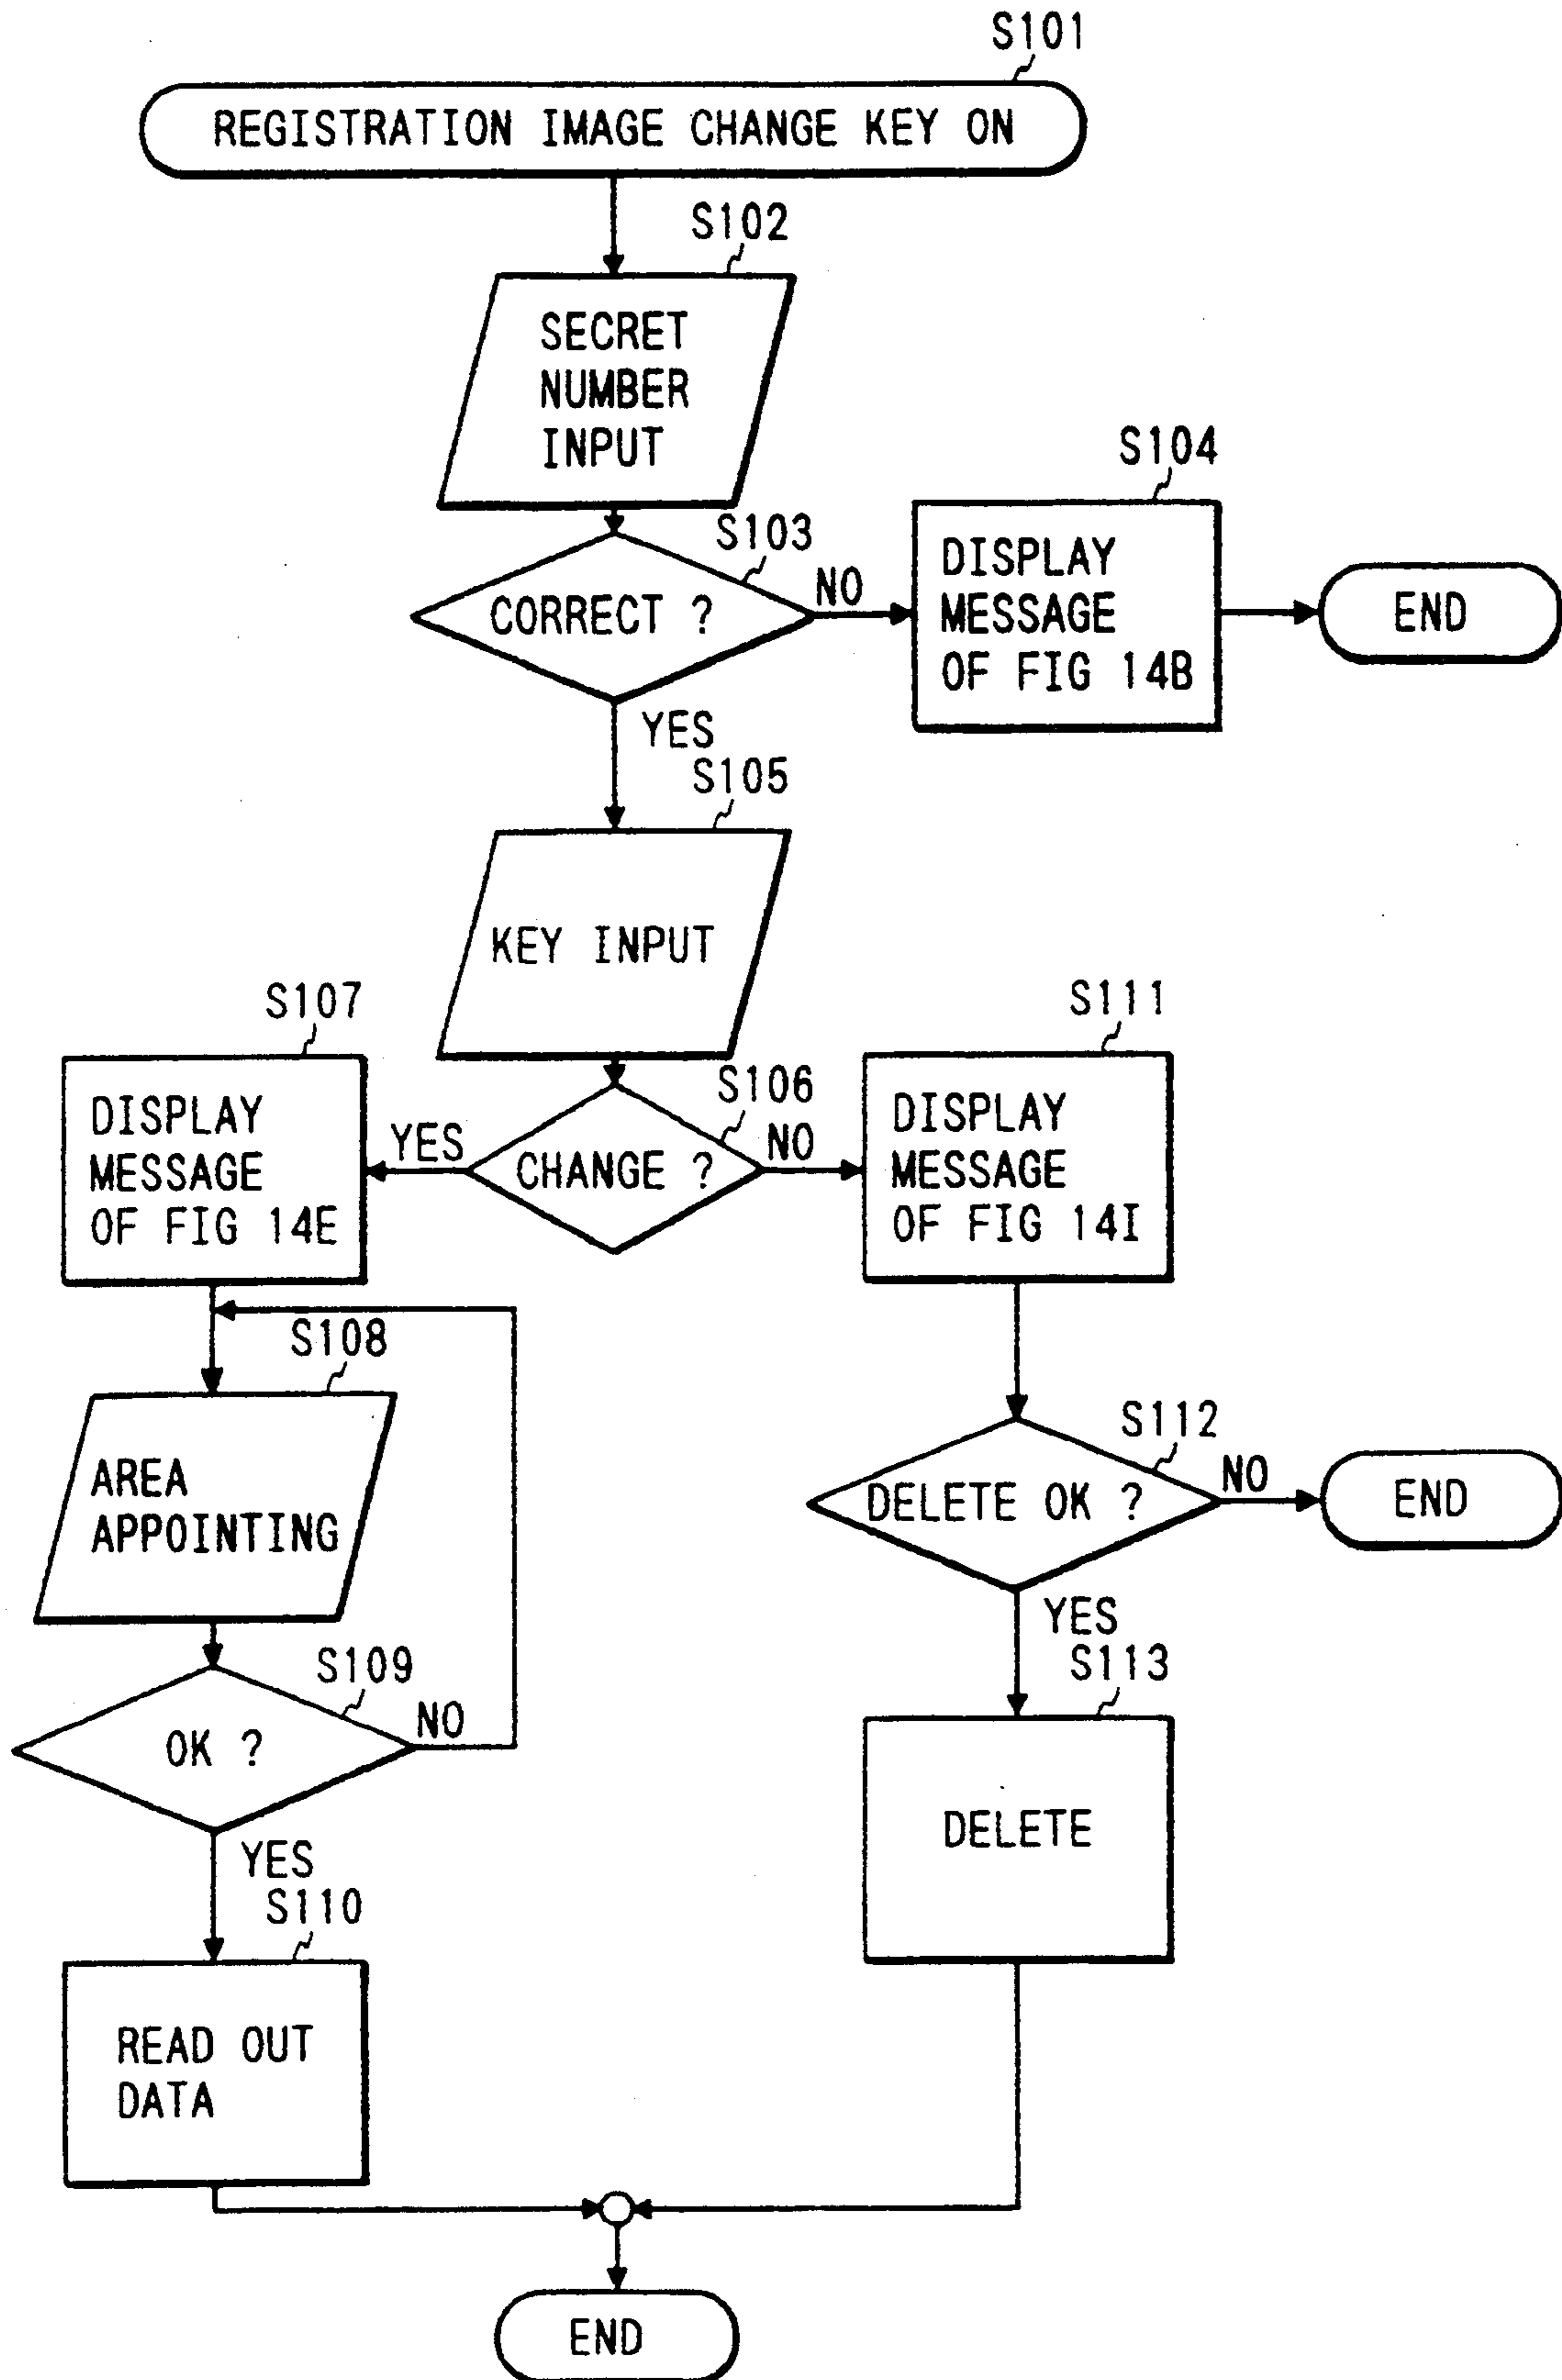 S101
REGISTRATION IMAGE CHANGE KEY ON
S102
SECRET
NUMBER
INPUT
S103
CORRECT ?
NO
S104
DISPLAY
MESSAGE
OF FIG 14B
END
YES
S105
KEY INPUT
S106
CHANGE ?
YES
S107
DISPLAY
MESSAGE
OF FIG 14E
NO
S111
DISPLAY
MESSAGE
OF FIG 14I
S108
AREA
APPOINTING
S109
OK ?
NO
YES
S110
READ OUT
DATA
S112
DELETE OK ?
NO
END
YES
S113
DELETE
END